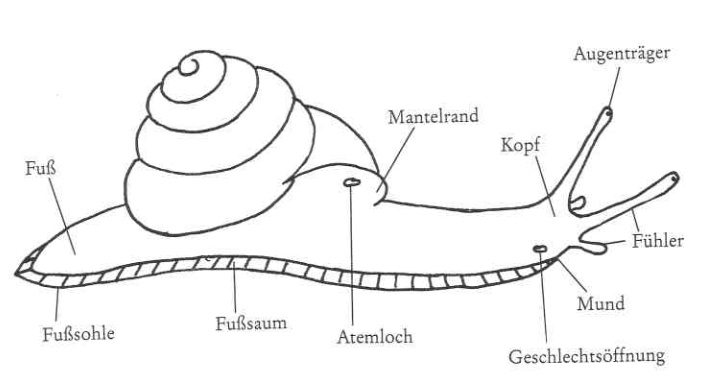 Augenträger
Mantelrand
Kopf
Fuß
Fühler
Mund
Fußsaum
Fußsohle
Atemloch
Geschlechtsöffnung